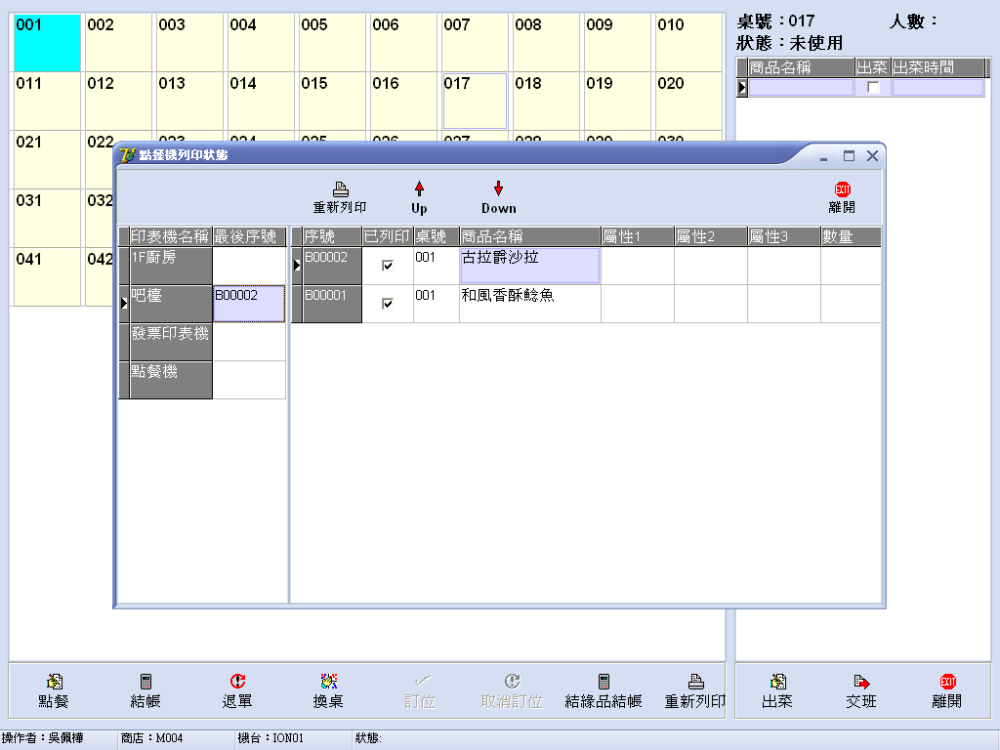 001 002 003 004 005 006 007 008 009 010
桌號：017 人數：
狀態：未使用
商品名稱 出菜 出菜時間
011 012 013 014 015 016 017 018 019 020
021 022
點餐機列印狀態
重新列印 Up Down 離開
031 032
印表機名稱 最後序號 序號 已列印 桌號 商品名稱 屬性1 屬性2 屬性3 數量
1F廚房 B00002 001 古拉爵沙拉
041 042
吧檯 B00002 B00001 001 和風香酥鯰魚
發票印表機
點餐機
點餐 結帳 退單 換桌 訂位 取消訂位 結緣品結帳 重新列印 出菜 交班 離開
操作者：吳佩樺 商店：M004 機台：ION01 狀態: